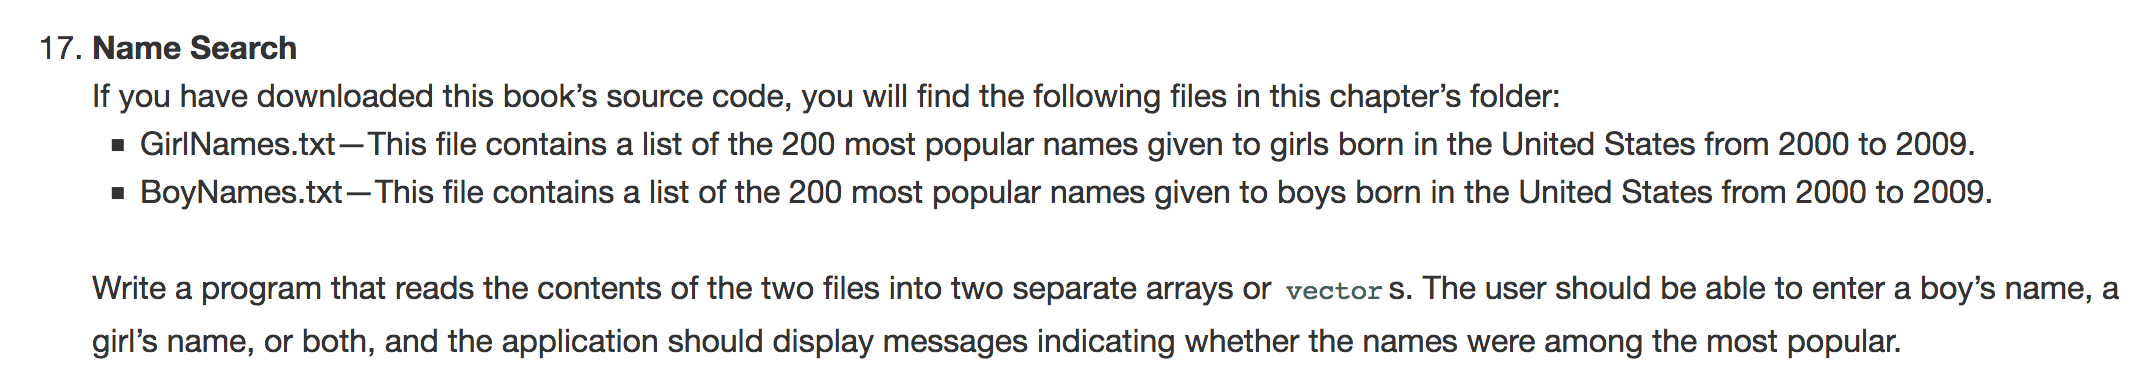 17. Name Search
If you have downloaded this book’s source code, you will find the following files in this chapter’s folder:
▪ GirlNames.txt—This file contains a list of the 200 most popular names given to girls born in the United States from 2000 to 2009.
▪ BoyNames.txt—This file contains a list of the 200 most popular names given to boys born in the United States from 2000 to 2009.
Write a program that reads the contents of the two files into two separate arrays or vector s. The user should be able to enter a boy’s name, a
girl’s name, or both, and the application should display messages indicating whether the names were among the most popular.